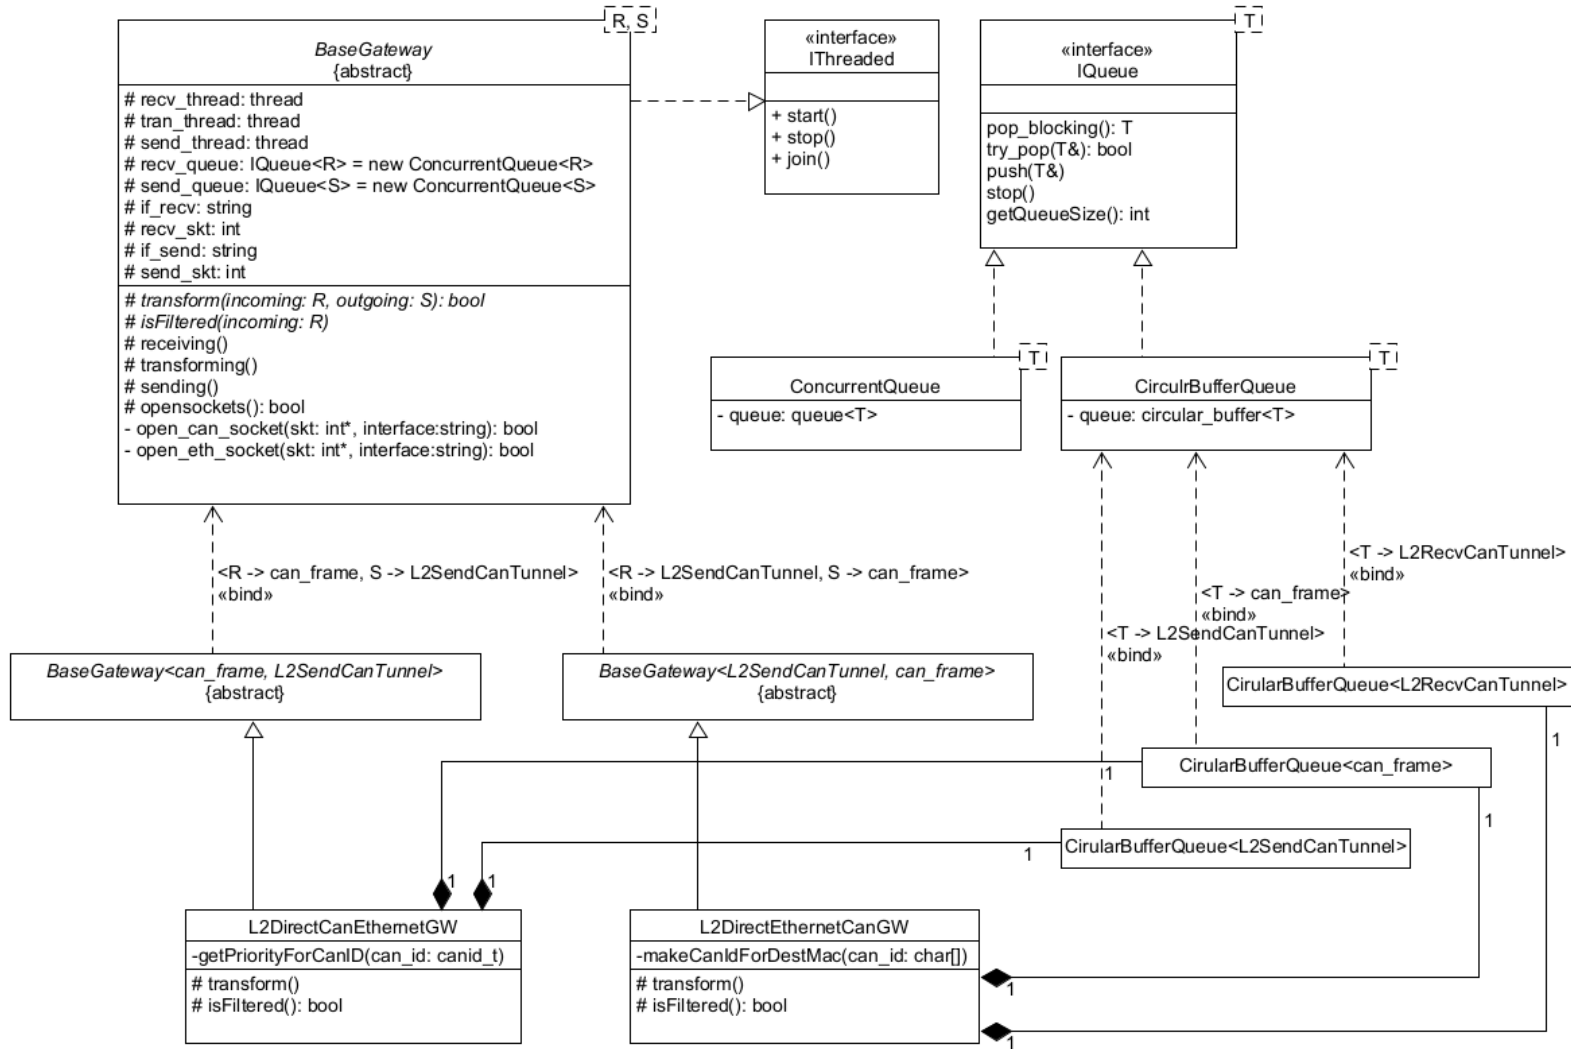 R, S
BaseGateway
{abstract}
# recv_thread: thread
# tran_thread: thread
# send_thread: thread
# recv_queue: IQueue<R> = new ConcurrentQueue<R>
# send_queue: IQueue<S> = new ConcurrentQueue<S>
# if_recv: string
# recv_skt: int
# if_send: string
# send_skt: int
# transform(incoming: R, outgoing: S): bool
# isFiltered(incoming: R)
# receiving()
# transforming()
# sending()
# opensockets(): bool
- open_can_socket(skt: int*, interface:string): bool
- open_eth_socket(skt: int*, interface:string): bool
«interface»
IThreaded
+ start()
+ stop()
+ join()
T
«interface»
IQueue
pop_blocking(): T
try_pop(T&): bool
push(T&)
stop()
getQueueSize(): int
T
ConcurrentQueue
- queue: queue<T>
T
CirculrBufferQueue
- queue: circular_buffer<T>
<R -> can_frame, S -> L2SendCanTunnel>
«bind»
<R -> L2SendCanTunnel, S -> can_frame>
«bind»
<T -> L2RecvCanTunnel>
«bind»
<T -> can_frame>
«bind»
<T -> L2SendCanTunnel>
«bind»
BaseGateway<can_frame, L2SendCanTunnel>
{abstract}
BaseGateway<L2SendCanTunnel, can_frame>
{abstract}
CirularBufferQueue<L2RecvCanTunnel>
1
CirularBufferQueue<can_frame>
1
1
CirularBufferQueue<L2SendCanTunnel>
1
1
1
L2DirectCanEthernetGW
-getPriorityForCanID(can_id: canid_t)
# transform()
# isFiltered(): bool
L2DirectEthernetCanGW
-makeCanIdForDestMac(can_id: char[])
# transform()
# isFiltered(): bool
1
1